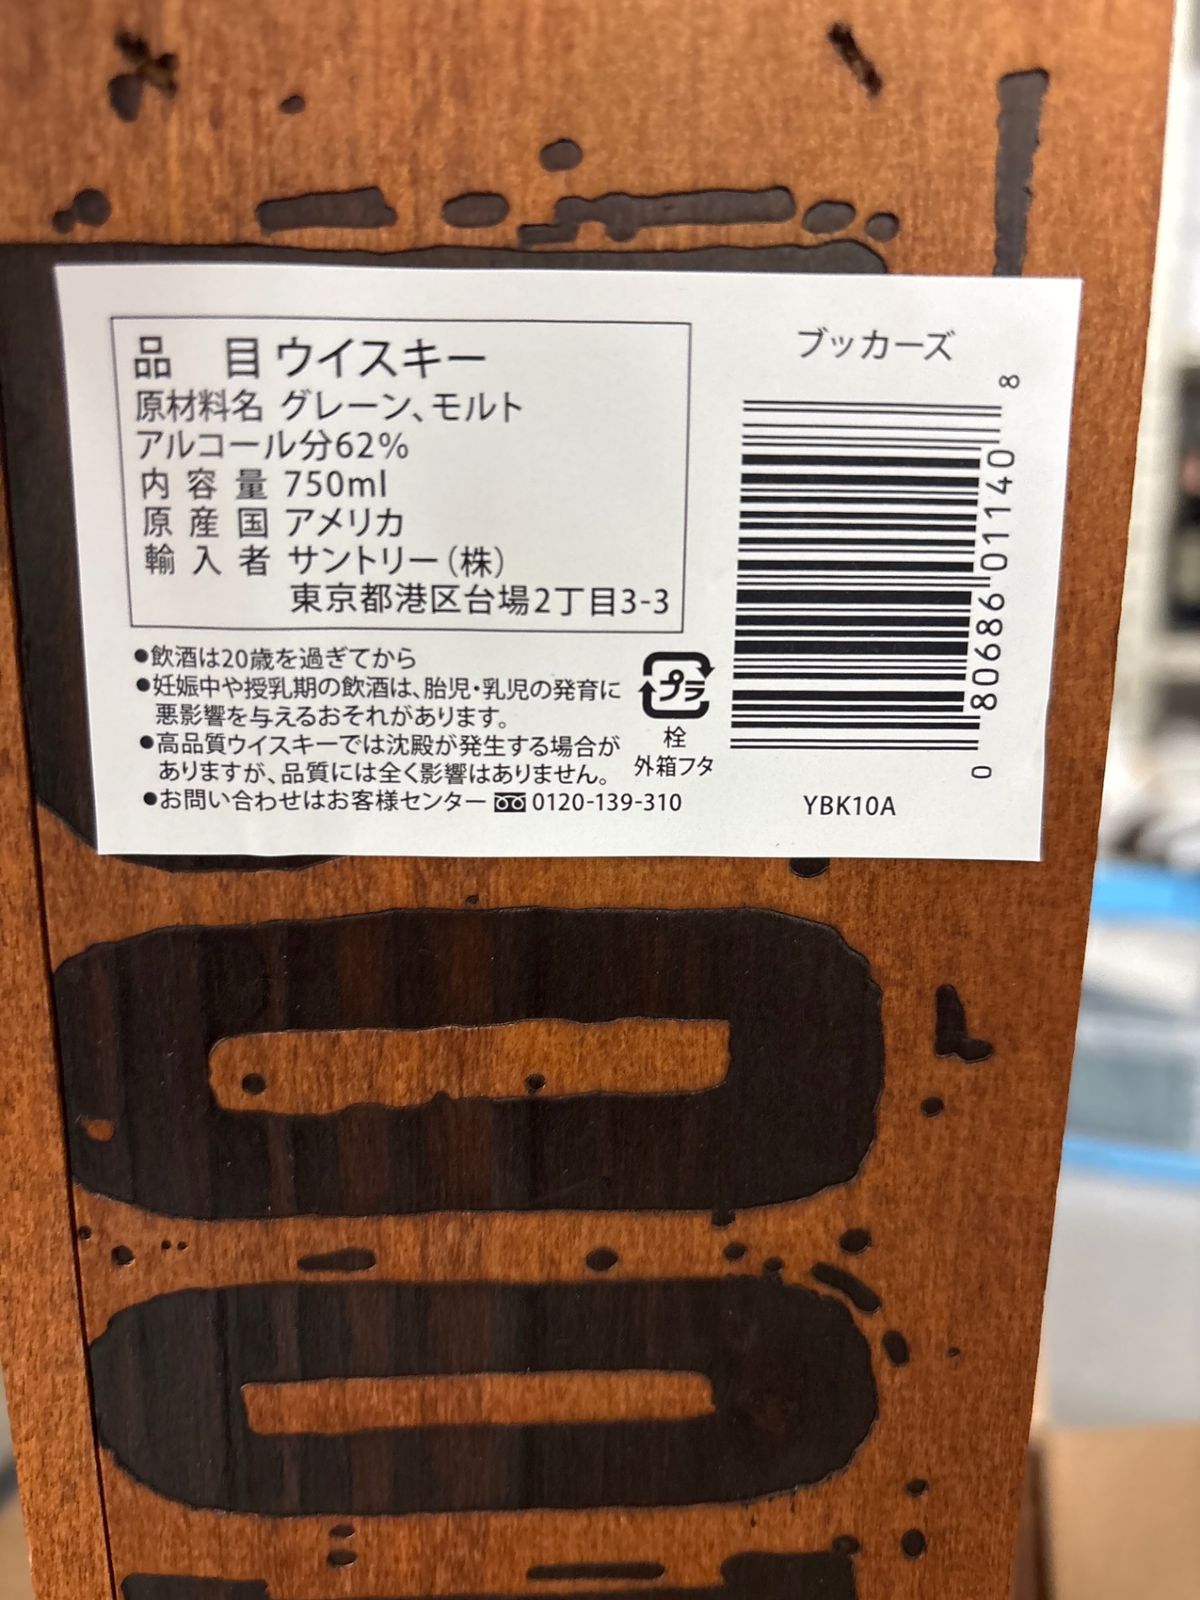 品 目 ウイスキー
原材料名 グレーン、モルト
アルコール分62%
内容量 750ml
原産国 アメリカ
輸入者 サントリー(株)
東京都港区台場2丁目3-3
●飲酒は20歳を過ぎてから
●妊娠中や授乳期の飲酒は、胎児・乳児の発育に
悪影響を与えるおそれがあります。
●高品質ウイスキーでは沈殿が発生する場合が
ありますが、品質には全く影響はありません。
●お問い合わせはお客様センター 0120-139-310
プラ
栓
外箱フタ
ブッカーズ
0 80686 01140 8
YBK10A